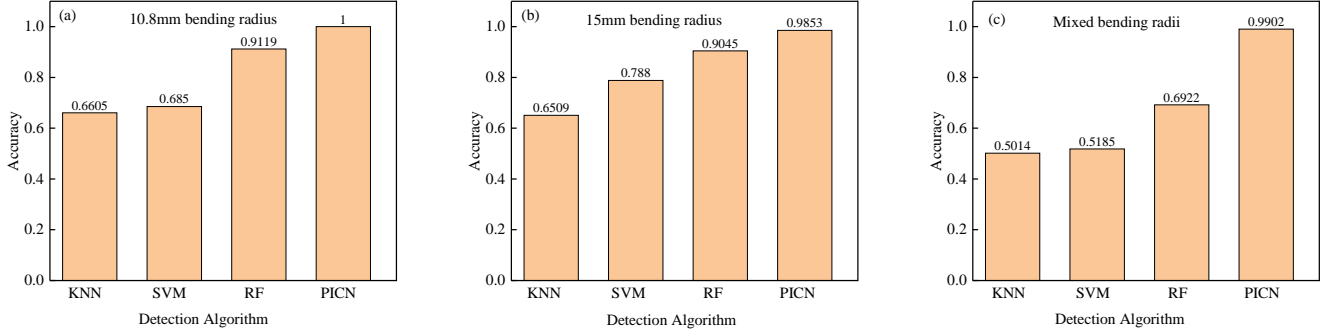 (a)
10.8mm bending radius
1
1.0
0.9119
0.8
0.6605
0.685
0.6
Accuracy
0.4
0.2
0.0
KNN SVM RF PICN
Detection Algorithm
(b)
15mm bending radius
0.9853
1.0
0.9045
0.788
0.8
0.6509
0.6
Accuracy
0.4
0.2
0.0
KNN SVM RF PICN
Detection Algorithm
(c)
Mixed bending radii
0.9902
1.0
0.8
0.6922
0.6
0.5014
0.5185
Accuracy
0.4
0.2
0.0
KNN SVM RF PICN
Detection Algorithm